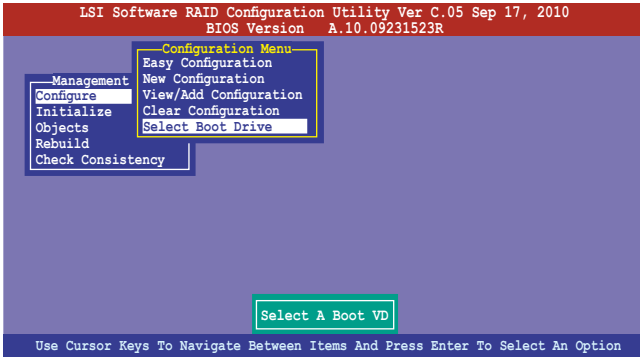 LSI Software RAID Configuration Utility Ver C.05 Sep 17, 2010
BIOS Version A.10.09231523R
Configuration Menu
Easy Configuration
New Configuration
View/Add Configuration
Clear Configuration
Select Boot Drive
Management
Configure
Initialize
Objects
Rebuild
Check Consistency
Select A Boot VD
Use Cursor Keys To Navigate Between Items And Press Enter To Select An Option